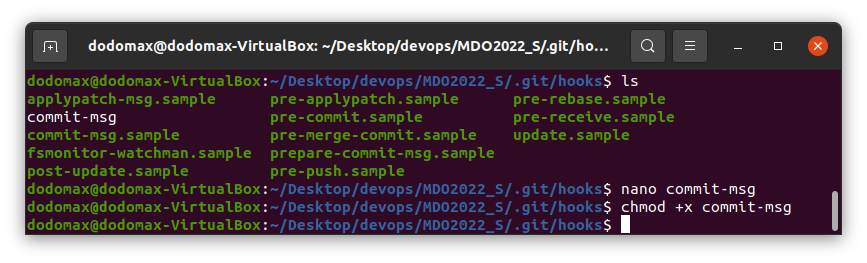 dodomax@dodomax-VirtualBox: ~/Desktop/devops/MDO2022_S/.git/ho...
dodomax@dodomax-VirtualBox:~/Desktop/devops/MDO2022_S/.git/hooks$ ls
applypatch-msg.sample pre-applypatch.sample pre-rebase.sample
commit-msg pre-commit.sample pre-receive.sample
commit-msg.sample pre-merge-commit.sample update.sample
fsmonitor-watchman.sample prepare-commit-msg.sample
post-update.sample pre-push.sample
dodomax@dodomax-VirtualBox:~/Desktop/devops/MDO2022_S/.git/hooks$ nano commit-msg
dodomax@dodomax-VirtualBox:~/Desktop/devops/MDO2022_S/.git/hooks$ chmod +x commit-msg
dodomax@dodomax-VirtualBox:~/Desktop/devops/MDO2022_S/.git/hooks$